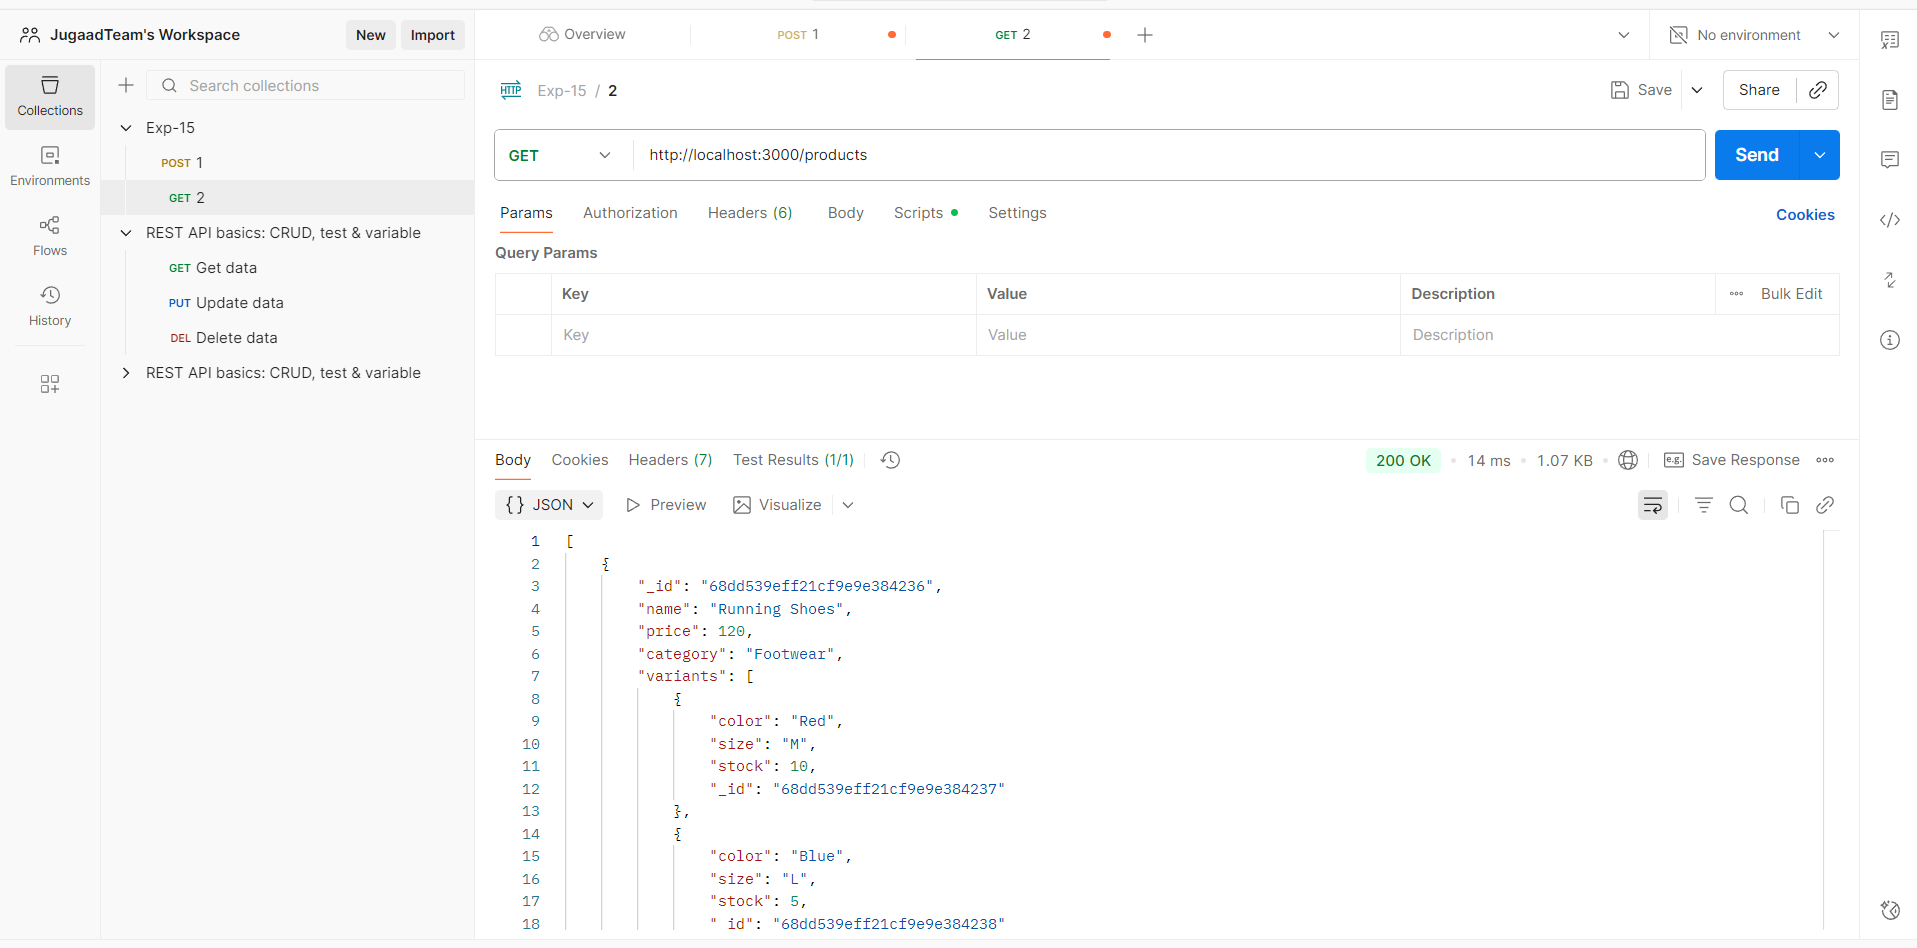 JugaadTeam's Workspace
New
Import
Overview
POST 1
GET 2
No environment
Collections
Environments
Flows
History
Search collections
Exp-15
POST 1
GET 2
REST API basics: CRUD, test & variable
GET Get data
PUT Update data
DEL Delete data
REST API basics: CRUD, test & variable
HTTP Exp-15 / 2
Save
Share
GET
http://localhost:3000/products
Send
Params
Authorization
Headers (6)
Body
Scripts
Settings
Cookies
Query Params
Key
Value
Description
Bulk Edit
Key
Value
Description
Body
Cookies
Headers (7)
Test Results (1/1)
200 OK
14 ms
1.07 KB
e.g.
Save Response
{} JSON
Preview
Visualize
1 [
2 {
3 "_id": "68dd539eff21cf9e9e384236",
4 "name": "Running Shoes",
5 "price": 120,
6 "category": "Footwear",
7 "variants": [
8 {
9 "color": "Red",
10 "size": "M",
11 "stock": 10,
12 "_id": "68dd539eff21cf9e9e384237"
13 },
14 {
15 "color": "Blue",
16 "size": "L",
17 "stock": 5,
18 "_id": "68dd539eff21cf9e9e384238"